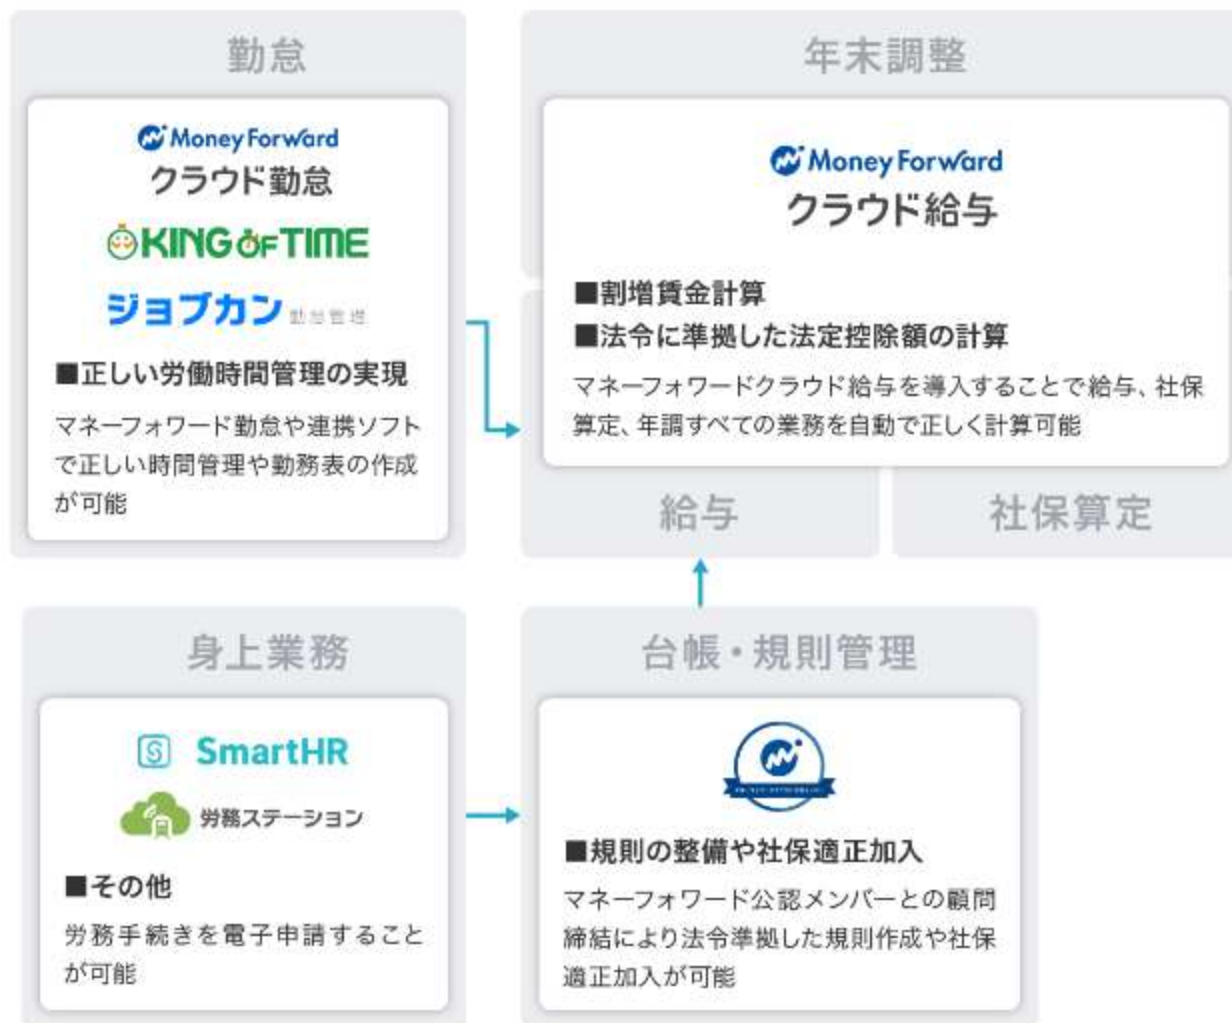 勤怠
Money Forward
クラウド勤怠
KING OF TIME
ジョブカン 勤怠管理
■正しい労働時間管理の実現
マネーフォワード勤怠や連携ソフト
で正しい時間管理や勤務表の作成
が可能
年末調整
Money Forward
クラウド給与
■割増賃金計算
■法令に準拠した法定控除額の計算
マネーフォワードクラウド給与を導入することで給与、社保
算定、年調すべての業務を自動で正しく計算可能
給与
社保算定
身上業務
SmartHR
労務ステーション
■その他
労務手続きを電子申請すること
が可能
台帳・規則管理
■規則の整備や社保適正加入
マネーフォワード公認メンバーとの顧問
締結により法令準拠した規則作成や社保
適正加入が可能